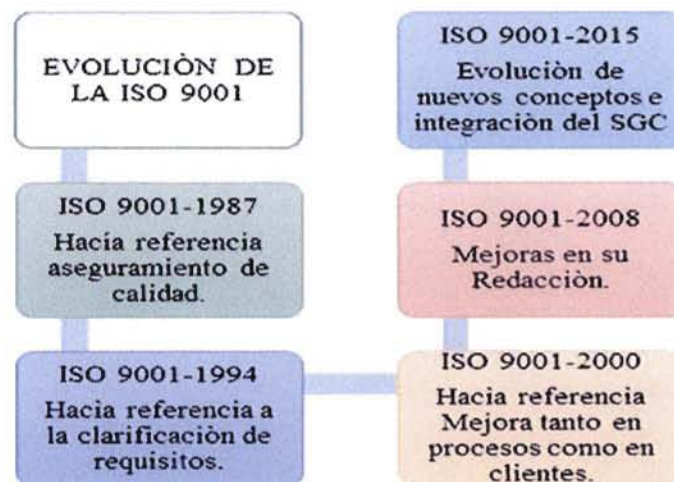 EVOLUCIÒN DE
LA ISO 9001
ISO 9001-1987
Hacía referencia
aseguramiento de
calidad.
ISO 9001-1994
Hacia referencia a
la clarificación de
requisitos.
ISO 9001-2000
Hacia referencia
Mejora tanto en
procesos como en
clientes.
ISO 9001-2008
Mejoras en su
Redacciòn.
ISO 9001-2015
Evoluciòn de
nuevos conceptos e
integraciòn del SGC